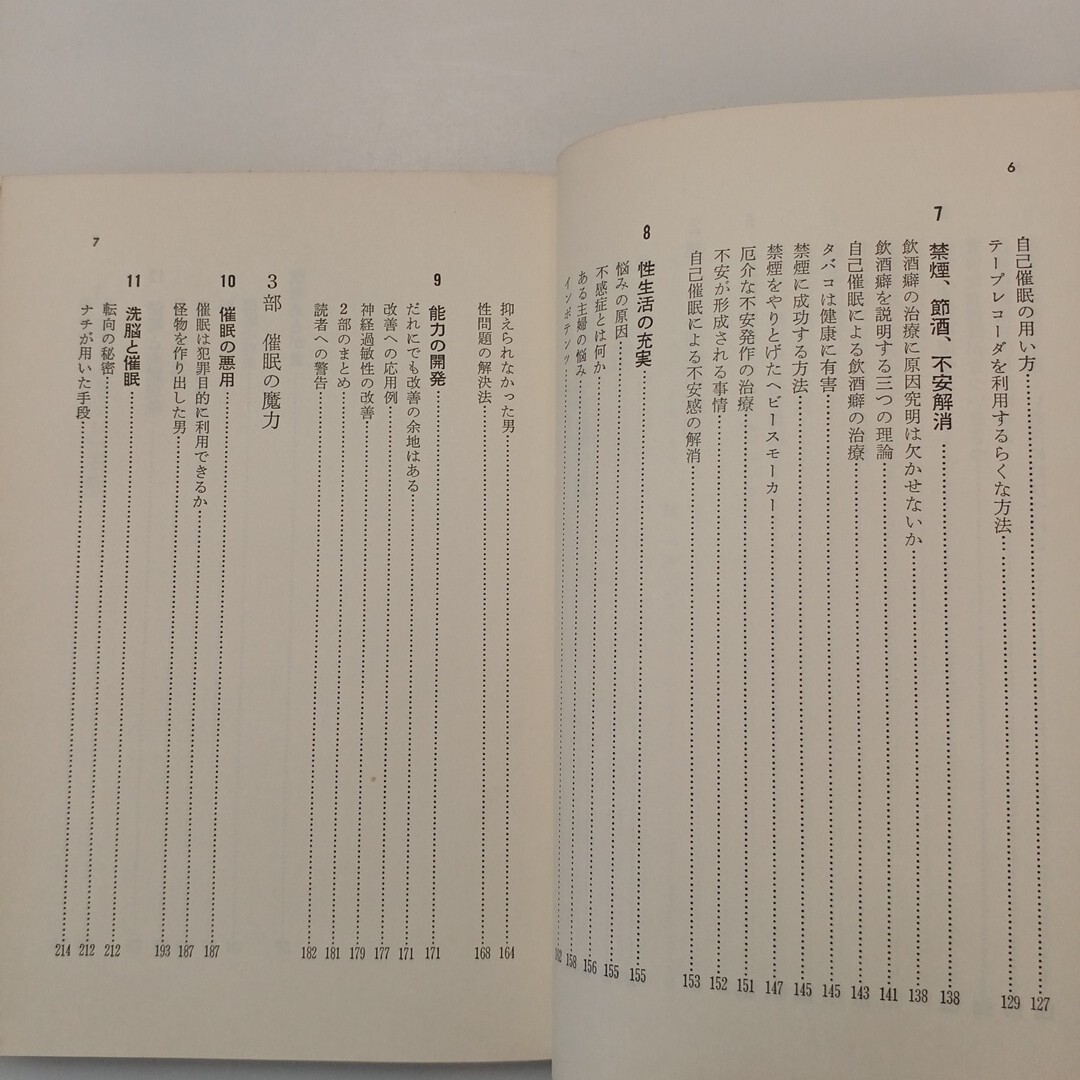 6
自己催眠の用い方……127
テープレコーダを利用するらくな方法……129
7 禁煙、節酒、不安解消……138
飲酒癖の治療に原因究明は欠かせないか……138
飲酒癖を説明する三つの理論……141
自己催眠による飲酒癖の治療……143
タバコは健康に有害……145
禁煙に成功する方法……145
禁煙をやりとげたヘビースモーカー……147
厄介な不安発作の治療……151
不安が形成される事情……152
自己催眠による不安感の解消……153
8 性生活の充実……155
悩みの原因……155
不感症とは何か……156
ある主婦の悩み……158
インポテンツ……162
抑えられなかった男……164
性問題の解決法……168
9 能力の開発……171
だれにでも改善の余地はある……171
改善への応用例……177
神経過敏性の改善……179
2部のまとめ……181
読者への警告……182
3部 催眠の魔力
10 催眠の悪用……187
催眠は犯罪目的に利用できるか……187
怪物を作り出した男……193
11 洗脳と催眠……212
転向の秘密……212
ナチが用いた手段……214
7